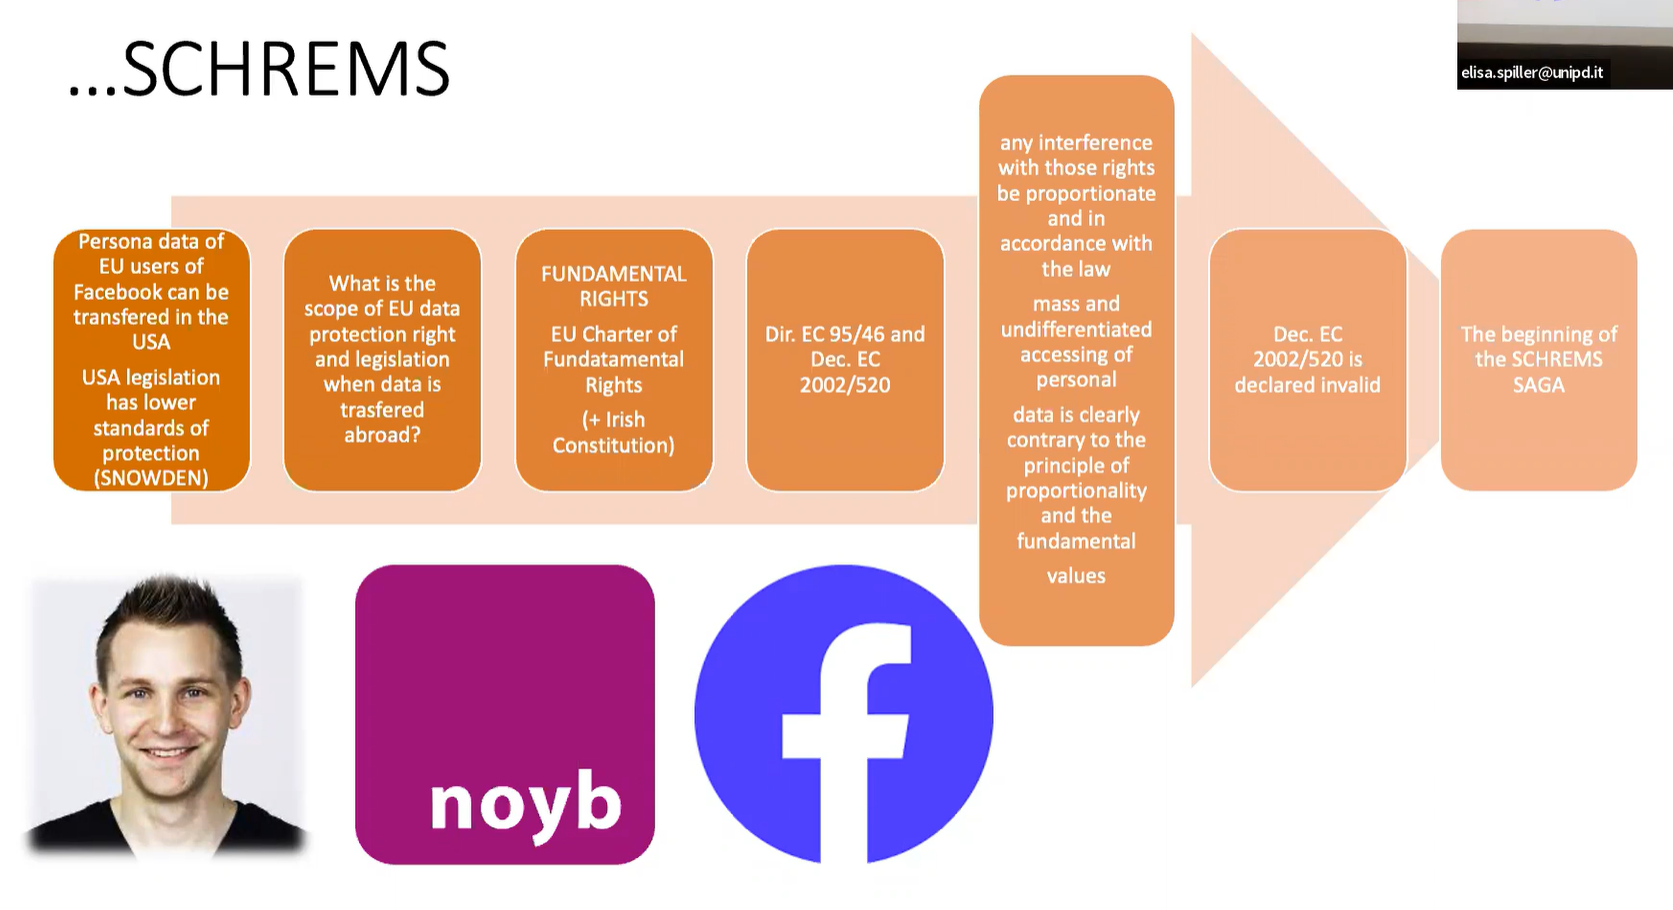 ...SCHREMS
elisa.spiller@unipd.it
Persona data of
EU users of
Facebook can be
transfered in the
USA
USA legislation
has lower
standards of
protection
(SNOWDEN)
What is the
scope of EU data
protection right
and legislation
when data is
trasfered
abroad?
FUNDAMENTAL
RIGHTS
EU Charter of
Fundatamental
Rights
(+ Irish
Constitution)
Dir. EC 95/46 and
Dec. EC
2002/520
any interference
with those rights
be proportionate
and in
accordance with
the law
mass and
undifferentiated
accessing of
personal
data is clearly
contrary to the
principle of
proportionality
and the
fundamental
values
Dec. EC
2002/520 is
declared invalid
The beginning of
the SCHREMS
SAGA
noyb